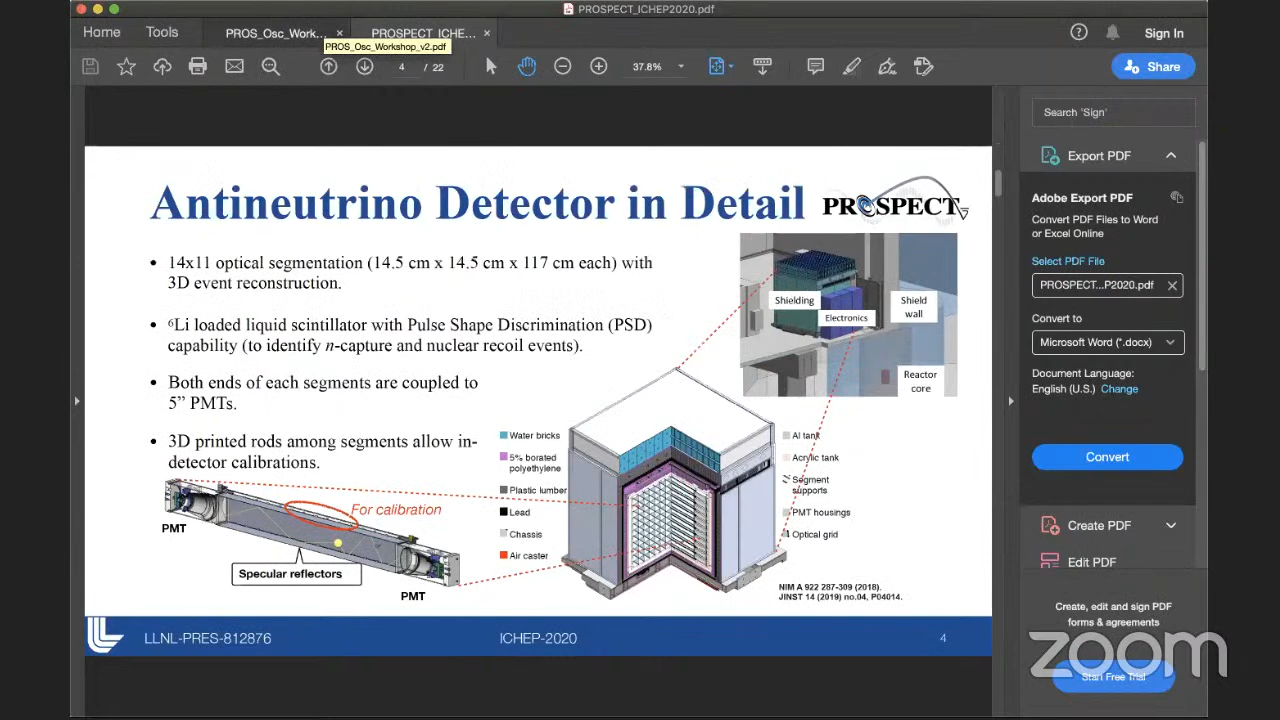 PROSPECT_ICHEP2020.pdf
Home
Tools
PROS_Osc_Work...
PROSPECT_ICHE...
PROS_Osc_Workshop_v2.pdf
Sign In
4 / 22
37.8%
Share
Antineutrino Detector in Detail
PROSPECT
• 14x11 optical segmentation (14.5 cm x 14.5 cm x 117 cm each) with
3D event reconstruction.
• ⁶Li loaded liquid scintillator with Pulse Shape Discrimination (PSD)
capability (to identify n-capture and nuclear recoil events).
• Both ends of each segments are coupled to
5” PMTs.
• 3D printed rods among segments allow in-
detector calibrations.
Shielding
Electronics
Shield
wall
Reactor
core
For calibration
PMT
Specular reflectors
PMT
Water bricks
5% borated
polyethylene
Plastic lumber
Lead
Chassis
Air caster
Al tank
Acrylic tank
Segment
supports
PMT housings
Optical grid
NIM A 922 287-309 (2018).
JINST 14 (2019) no.04, P04014.
LLNL-PRES-812876
ICHEP-2020
4
Search 'Sign'
Export PDF
Adobe Export PDF
Convert PDF Files to Word
or Excel Online
Select PDF File
PROSPECT...P2020.pdf
Convert to
Microsoft Word (*.docx)
Document Language:
English (U.S.) Change
Convert
Create PDF
Edit PDF
Create, edit and sign PDF
forms & agreements
Start Free Trial
zoom